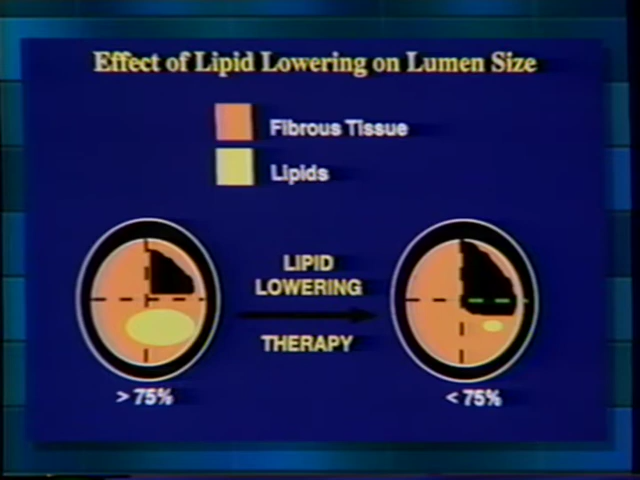 Effect of Lipid Lowering on Lumen Size
Fibrous Tissue
Lipids
LIPID
LOWERING
THERAPY
> 75%
< 75%